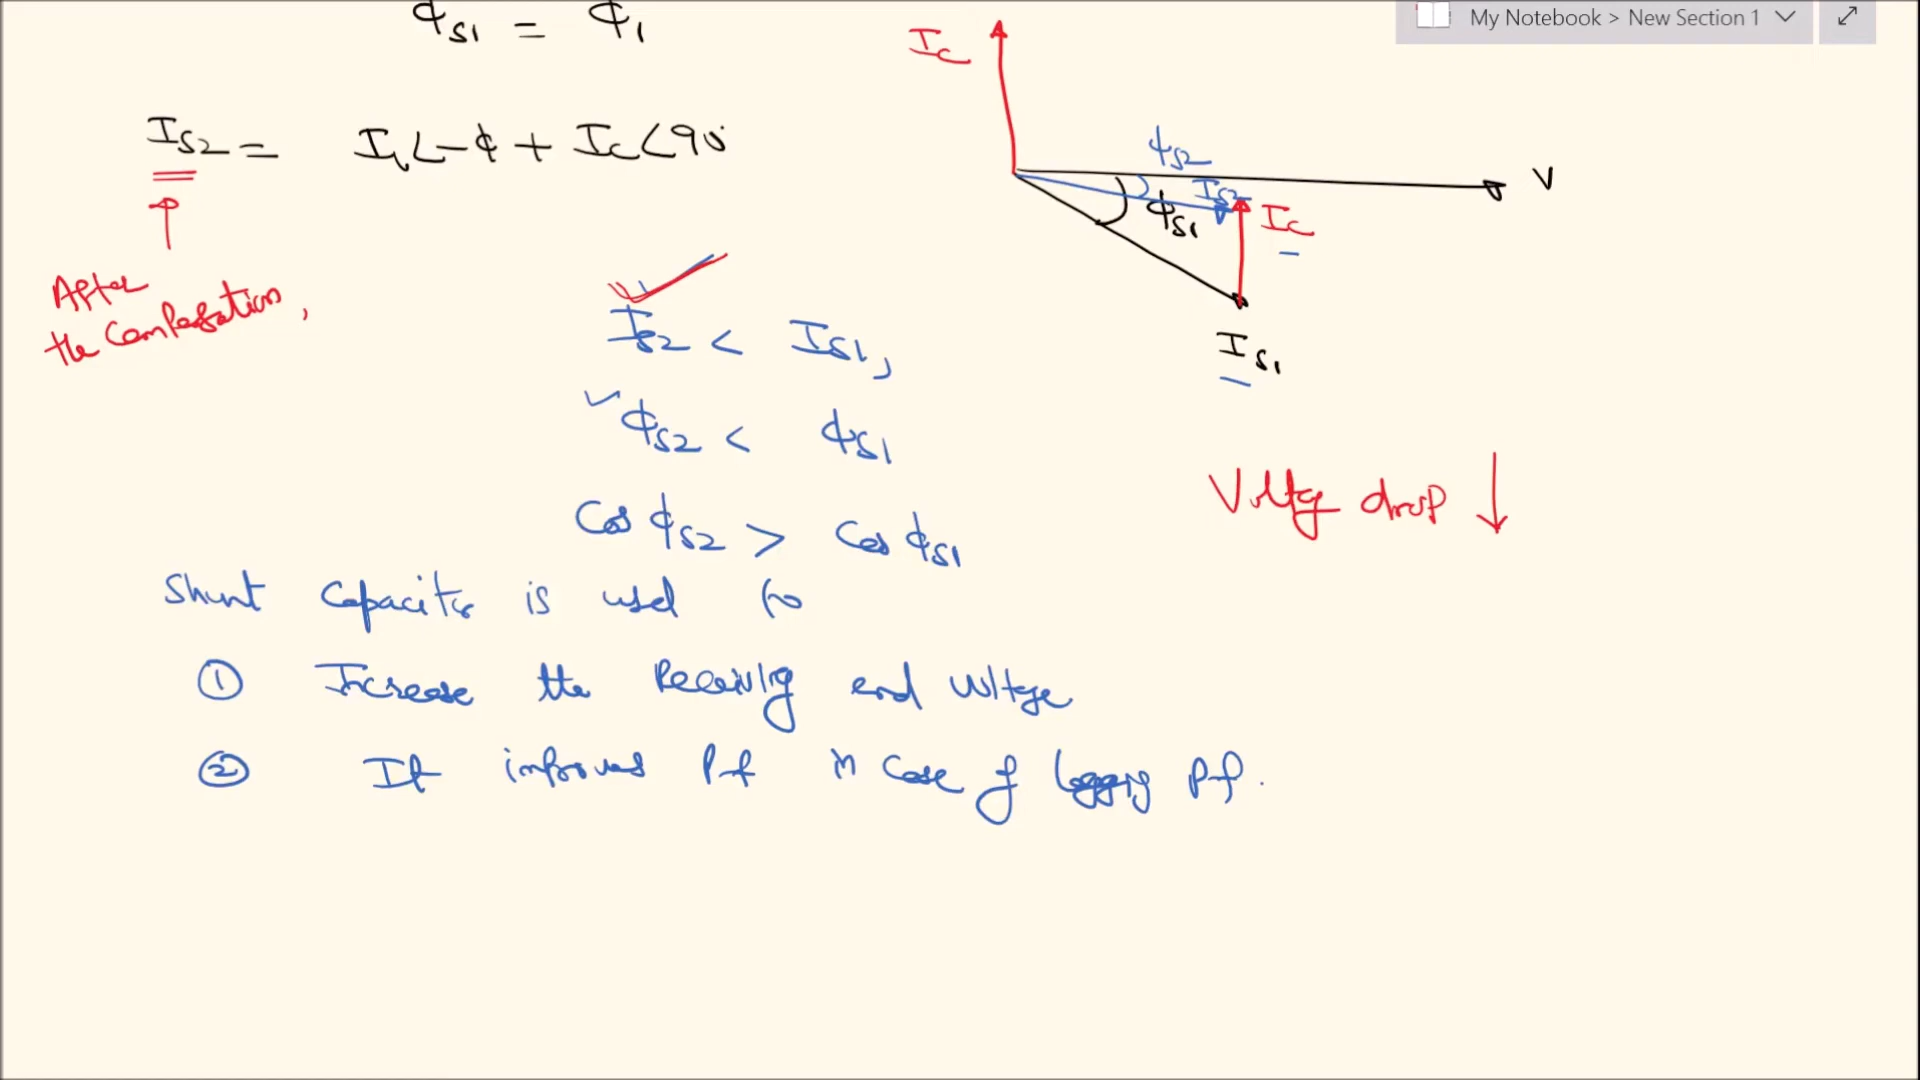 My Notebook > New Section 1
ϕS1 = ϕ1
IC
IS2 = IL∠-ϕ + IC∠90°
ϕS2
V
IS2
ϕS1
IC
After
the Compensation,
IS2 < IS1,
IS1
ϕS2 < ϕS1
Voltage drop ↓
Cos ϕS2 > Cos ϕS1
Shunt Capacitor is used to
① Increase the Receiving end voltage
② It improves P.f in Case of lagging P.f.